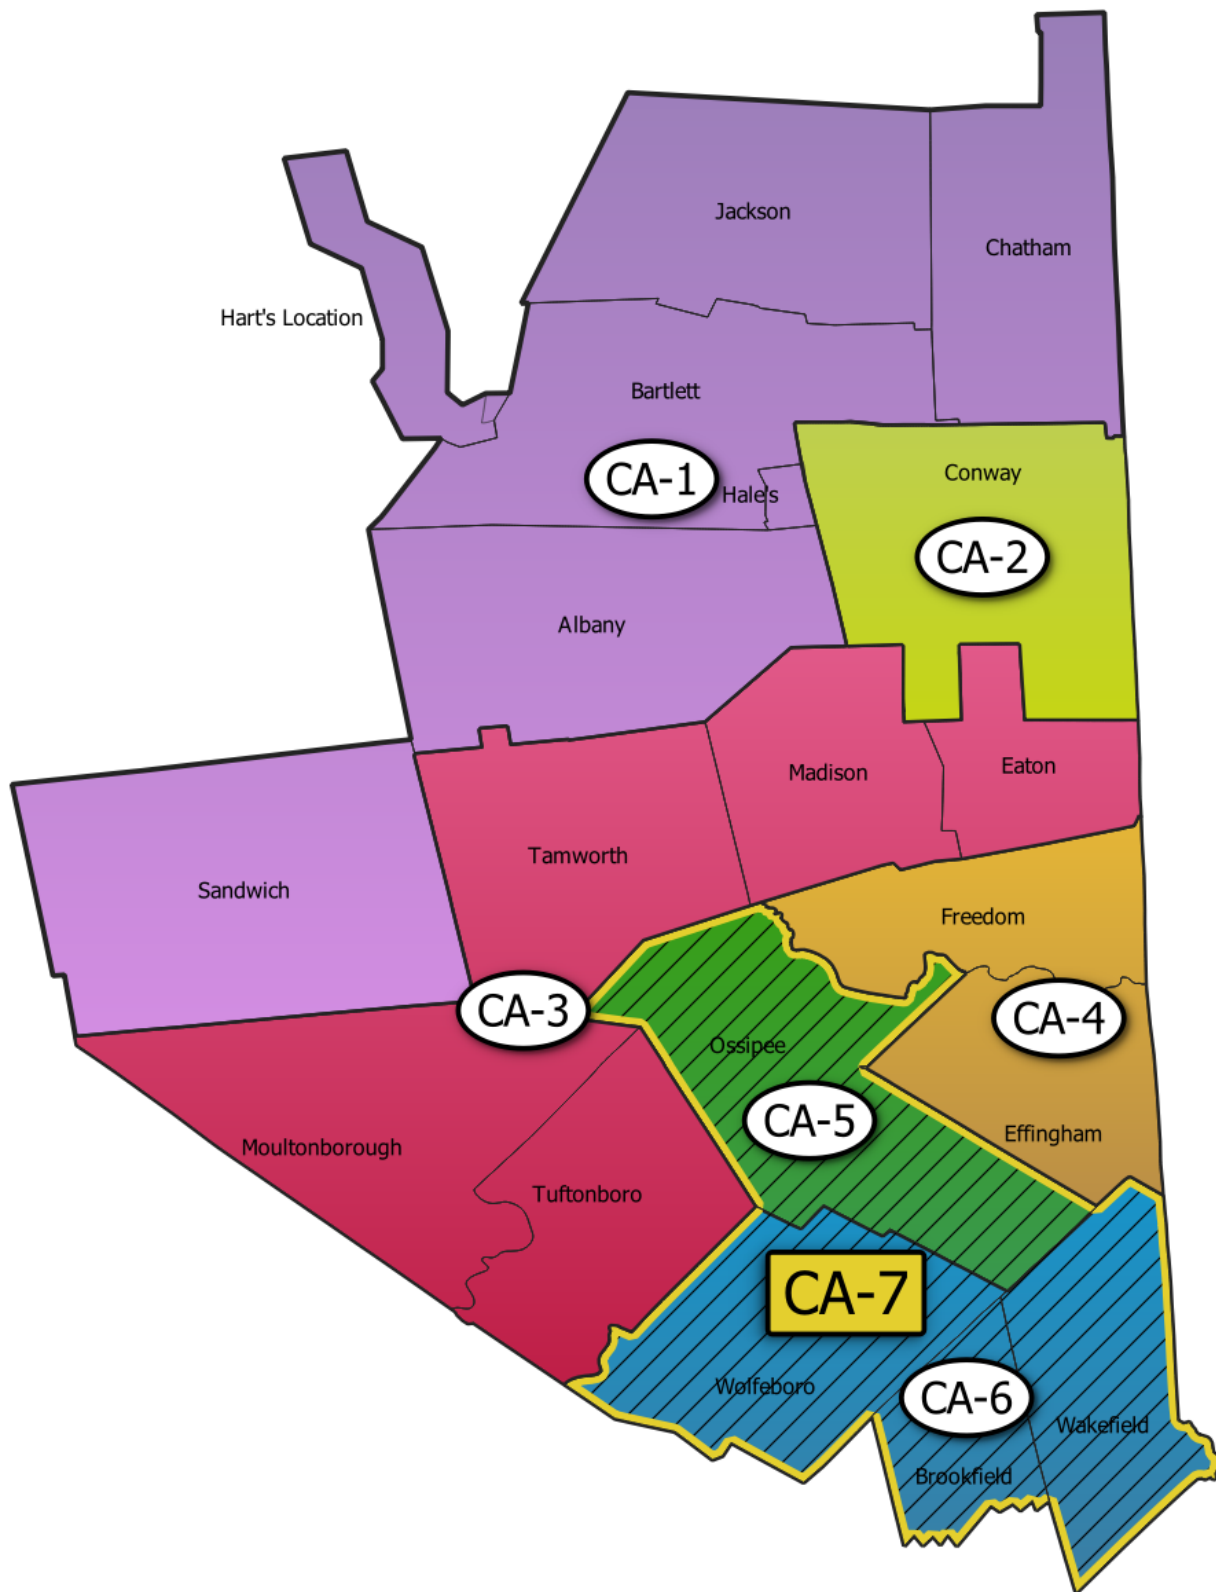 Jackson
Chatham
Hart's Location
Bartlett
CA-1
Hale's
Conway
CA-2
Albany
Madison
Eaton
Tamworth
Sandwich
Freedom
CA-3
CA-4
Ossipee
CA-5
Effingham
Moultonborough
Tuftonboro
CA-7
Wolfeboro
CA-6
Wakefield
Brookfield